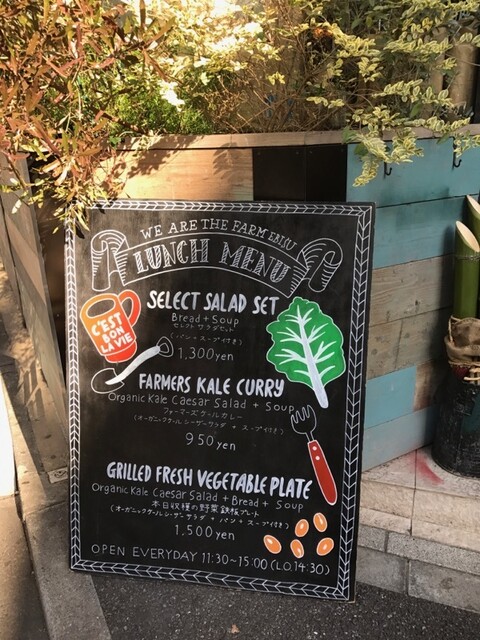 WE ARE THE FARM EBISU
LUNCH MENU
C'EST
BON
LA VIE
SELECT SALAD SET
Bread + Soup
セレクトサラダセット
(パン+スープ付き)
1,300 yen
FARMERS KALE CURRY
Organic Kale Caesar Salad + Soup
ファーマーズケールカレー
(オーガニックケールシーザーサラダ + スープ付き)
950 yen
GRILLED FRESH VEGETABLE PLATE
Organic Kale Caesar Salad + Bread + Soup
本日収穫の野菜鉄板プレート
(オーガニックケールシーザーサラダ + パン + スープ付き)
1,500 yen
OPEN EVERYDAY 11:30~15:00 (L.O.14:30)